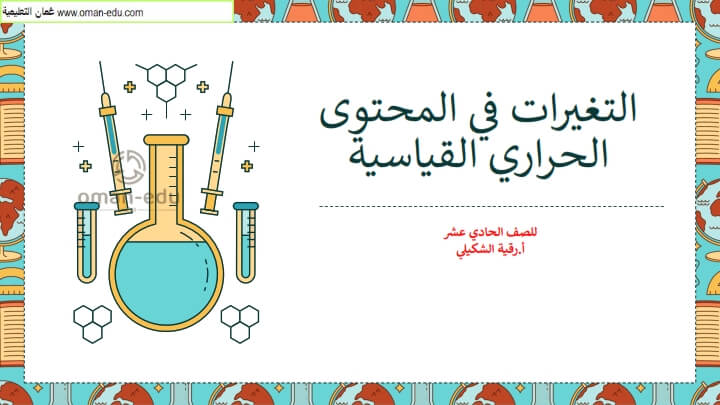 عُمان التعليمية www.oman-edu.com
التغيرات في المحتوى
الحراري القياسية
للصف الحادي عشر
أ.رقية الشكيلي
oman-edu